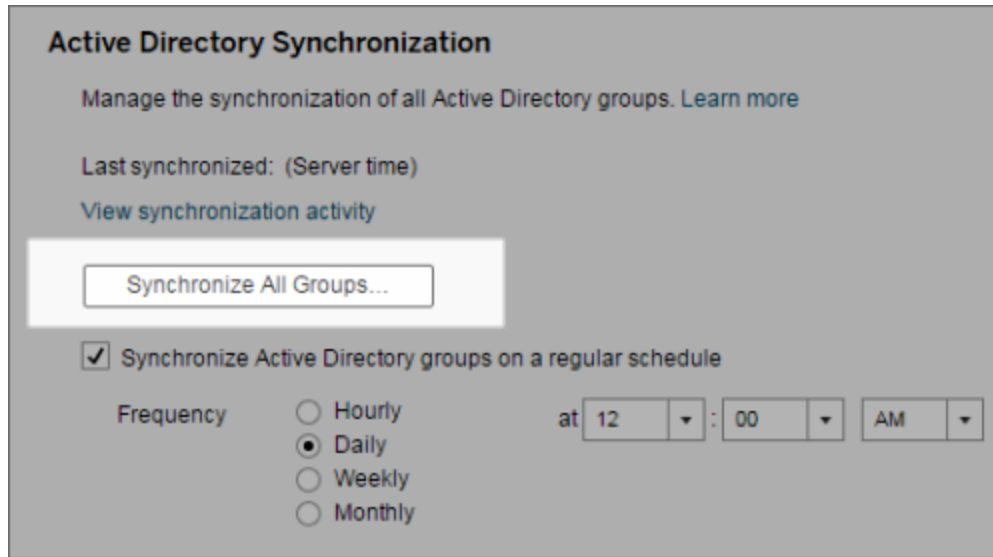 Active Directory Synchronization
Manage the synchronization of all Active Directory groups. Learn more
Last synchronized: (Server time)
View synchronization activity
Synchronize All Groups...
Synchronize Active Directory groups on a regular schedule
Frequency Hourly at 12 : 00 AM
Daily
Weekly
Monthly